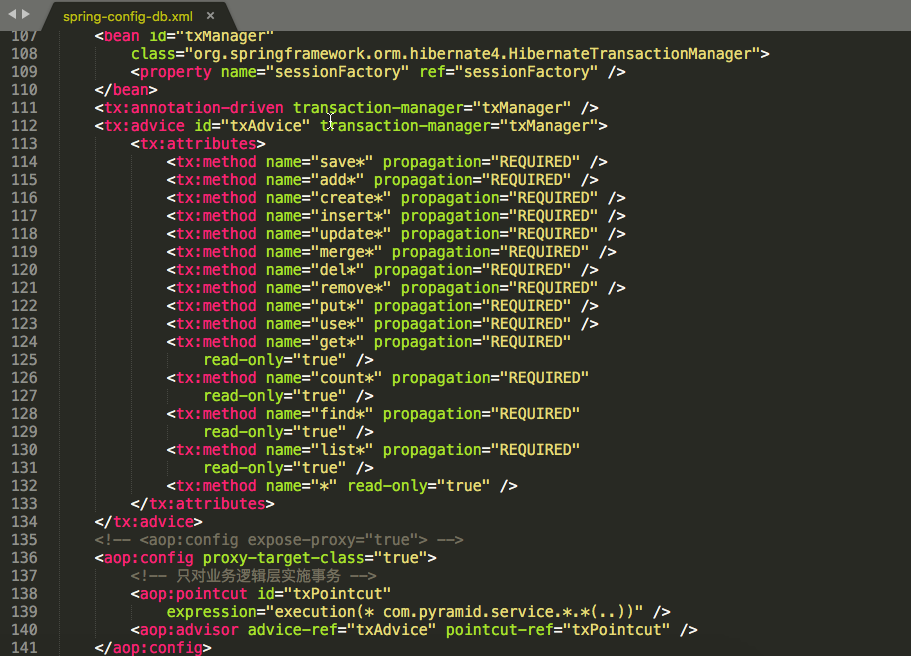 spring-config-db.xml ×
107 <bean id="txManager"
108 class="org.springframework.orm.hibernate4.HibernateTransactionManager">
109 <property name="sessionFactory" ref="sessionFactory" />
110 </bean>
111 <tx:annotation-driven transaction-manager="txManager" />
112 <tx:advice id="txAdvice" transaction-manager="txManager">
113 <tx:attributes>
114 <tx:method name="save*" propagation="REQUIRED" />
115 <tx:method name="add*" propagation="REQUIRED" />
116 <tx:method name="create*" propagation="REQUIRED" />
117 <tx:method name="insert*" propagation="REQUIRED" />
118 <tx:method name="update*" propagation="REQUIRED" />
119 <tx:method name="merge*" propagation="REQUIRED" />
120 <tx:method name="del*" propagation="REQUIRED" />
121 <tx:method name="remove*" propagation="REQUIRED" />
122 <tx:method name="put*" propagation="REQUIRED" />
123 <tx:method name="use*" propagation="REQUIRED" />
124 <tx:method name="get*" propagation="REQUIRED"
125 read-only="true" />
126 <tx:method name="count*" propagation="REQUIRED"
127 read-only="true" />
128 <tx:method name="find*" propagation="REQUIRED"
129 read-only="true" />
130 <tx:method name="list*" propagation="REQUIRED"
131 read-only="true" />
132 <tx:method name="*" read-only="true" />
133 </tx:attributes>
134 </tx:advice>
135 <!-- <aop:config expose-proxy="true"> -->
136 <aop:config proxy-target-class="true">
137 <!-- 只对业务逻辑层实施事务 -->
138 <aop:pointcut id="txPointcut"
139 expression="execution(* com.pyramid.service.*.*(..))" />
140 <aop:advisor advice-ref="txAdvice" pointcut-ref="txPointcut" />
141 </aop:config>